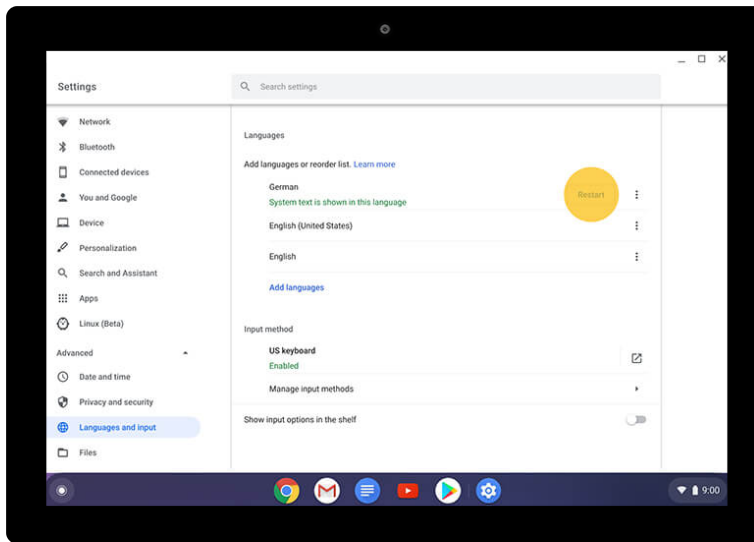 Settings
Search settings
Network
Bluetooth
Connected devices
You and Google
Device
Personalization
Search and Assistant
Apps
Linux (Beta)
Advanced
Date and time
Privacy and security
Languages and input
Files
Languages
Add languages or reorder list. Learn more
German
System text is shown in this language
Restart
English (United States)
English
Add languages
Input method
US keyboard
Enabled
Manage input methods
Show input options in the shelf
9:00